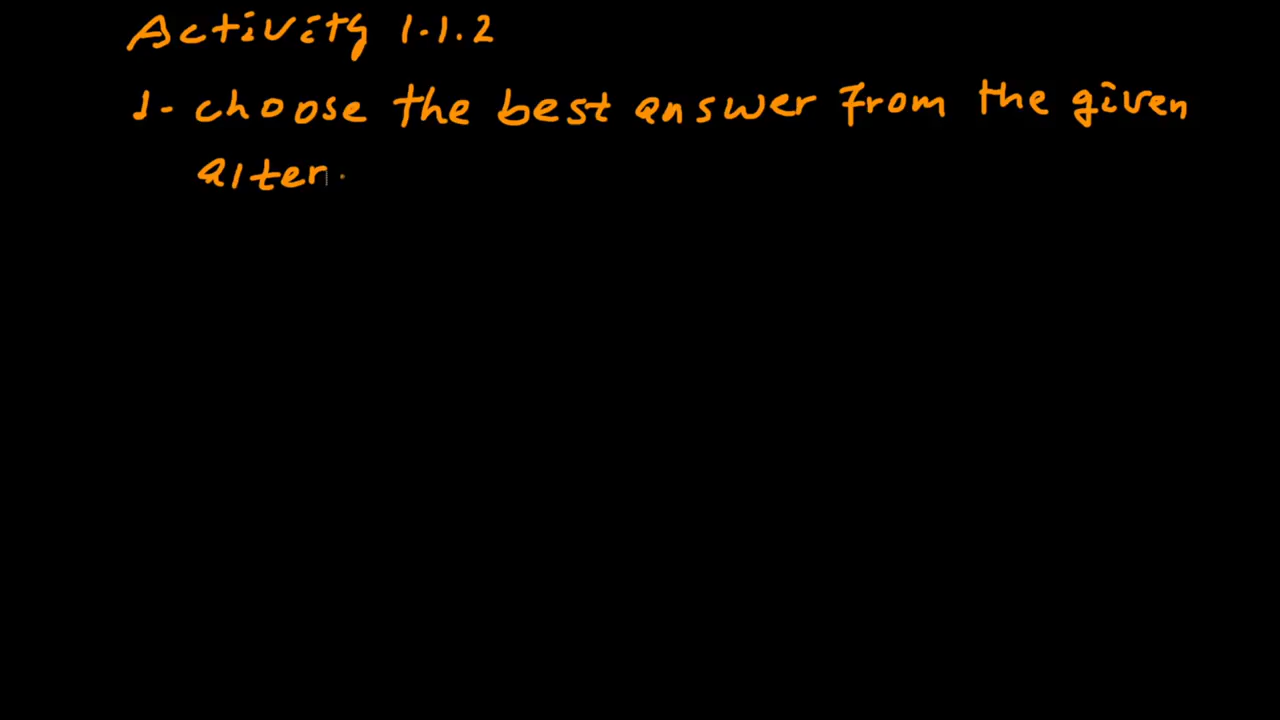 Activity 1.1.2
1- choose the best answer from the given
alter.